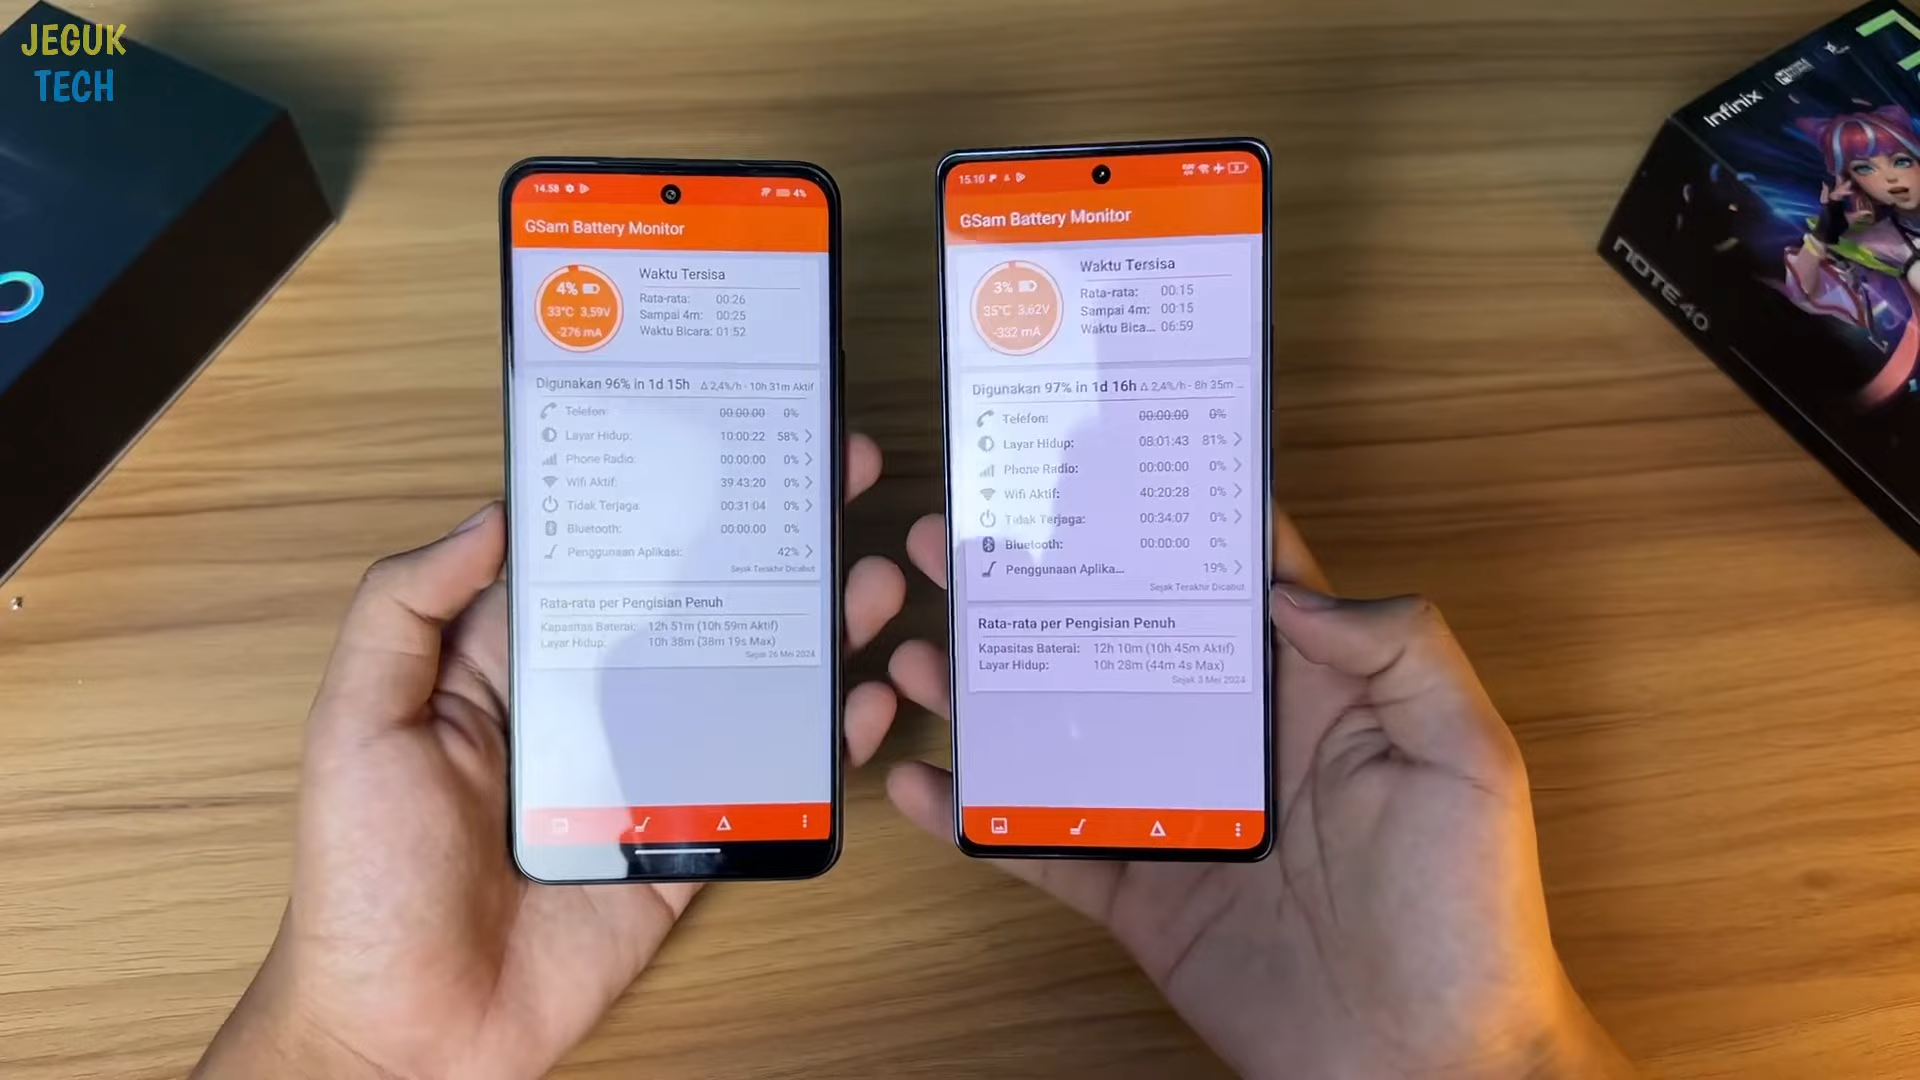 JEGUK
TECH
14.58
4%
GSam Battery Monitor
4%
33°C 3,59V
-276 mA
Waktu Tersisa
Rata-rata: 00:26
Sampai 4m: 00:25
Waktu Bicara: 01:52
Digunakan 96% in 1d 15h Δ 2,4%/h - 10h 31m Aktif
Telefon: 00:00:00 0%
Layar Hidup: 10:00:22 58%
Phone Radio: 00:00:00 0%
Wifi Aktif: 39:43:20 0%
Tidak Terjaga: 00:31:04 0%
Bluetooth: 00:00:00 0%
Penggunaan Aplikasi: 42%
Sejak Terakhir Dicabut
Rata-rata per Pengisian Penuh
Kapasitas Baterai: 12h 51m (10h 59m Aktif)
Layar Hidup: 10h 38m (38m 19s Max)
Sejak 26 Mei 2024
15.10
3
GSam Battery Monitor
3%
35°C 3,62V
-332 mA
Waktu Tersisa
Rata-rata: 00:15
Sampai 4m: 00:15
Waktu Bica... 06:59
Digunakan 97% in 1d 16h Δ 2,4%/h - 8h 35m ...
Telefon: 00:00:00 0%
Layar Hidup: 08:01:43 81%
Phone Radio: 00:00:00 0%
Wifi Aktif: 40:20:28 0%
Tidak Terjaga: 00:34:07 0%
Bluetooth: 00:00:00 0%
Penggunaan Aplika... 19%
Sejak Terakhir Dicabut
Rata-rata per Pengisian Penuh
Kapasitas Baterai: 12h 10m (10h 45m Aktif)
Layar Hidup: 10h 28m (44m 4s Max)
Sejak 3 Mei 2024
Infinix
NOTE 40